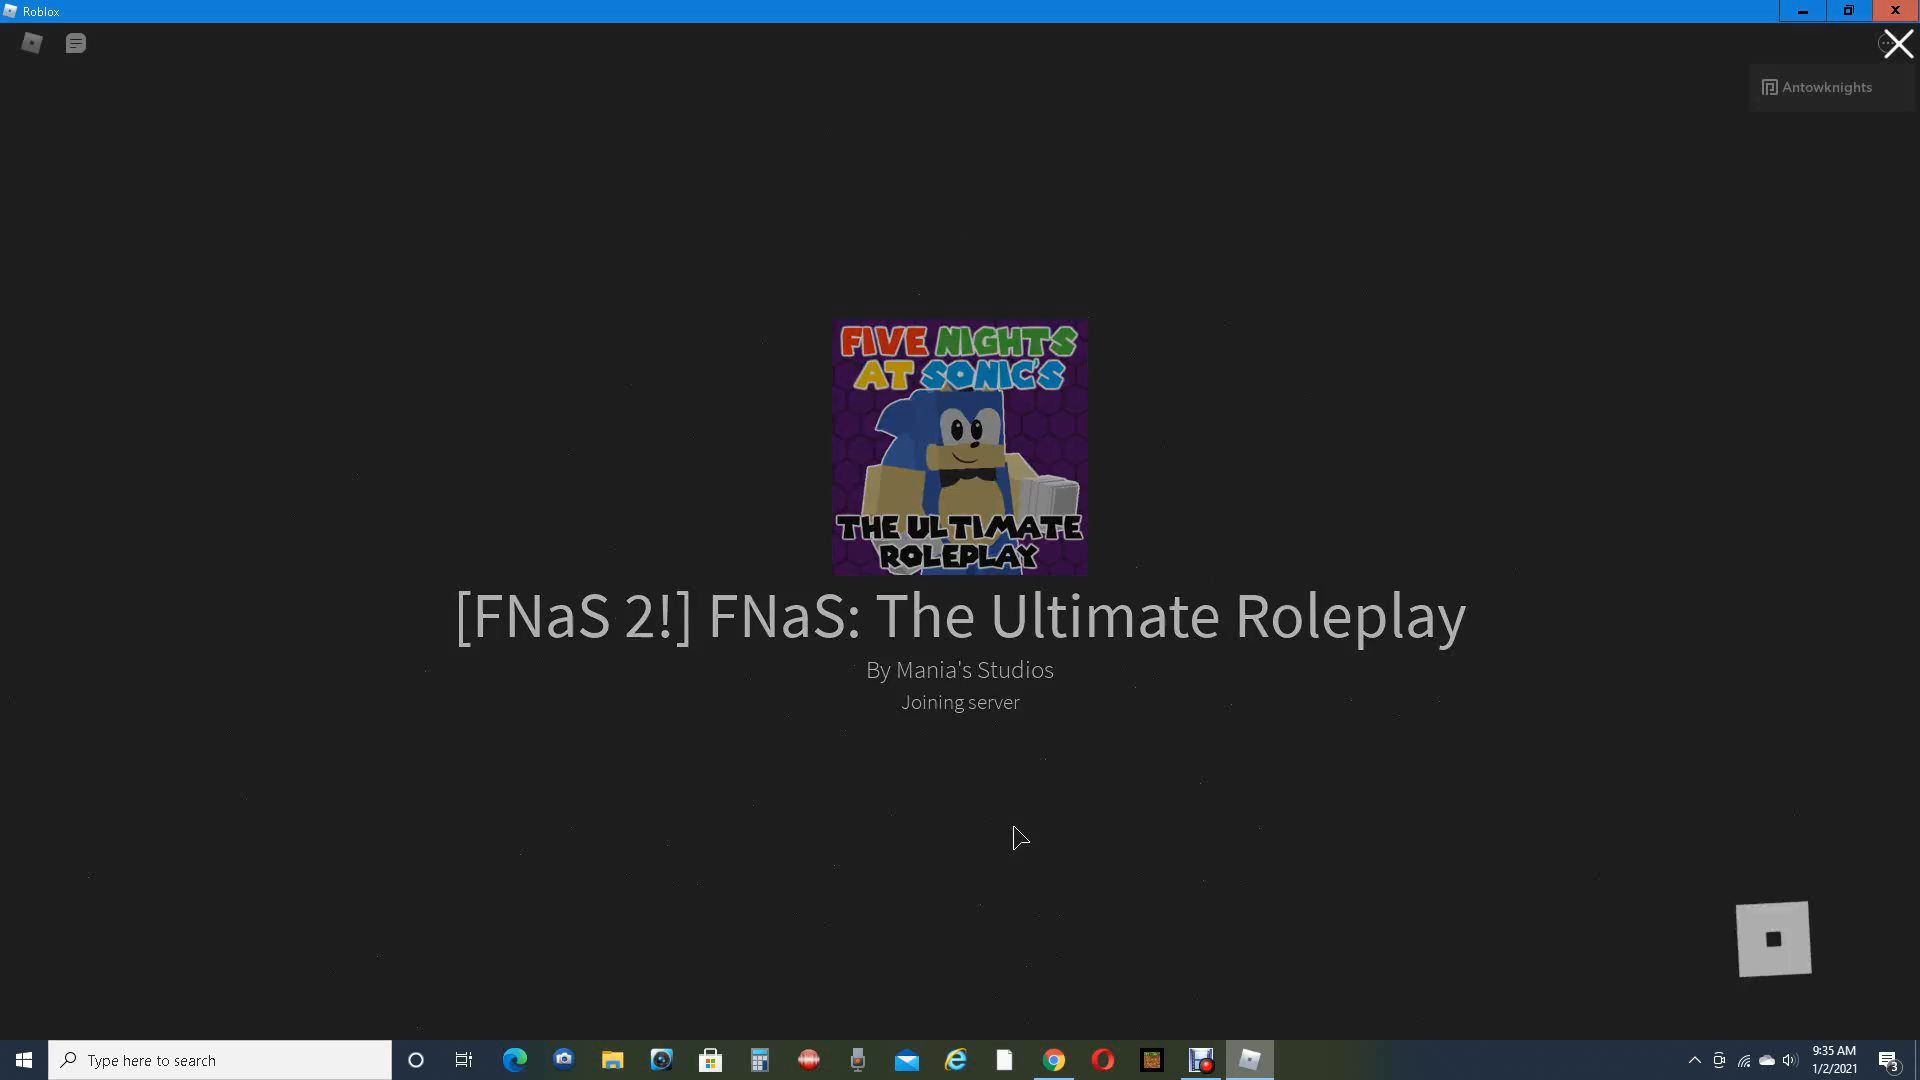 Roblox
Antowknights
FIVE NIGHTS
AT SONIC'S
THE ULTIMATE
ROLEPLAY
[FNaS 2!] FNaS: The Ultimate Roleplay
By Mania's Studios
Joining server
Type here to search
9:35 AM
1/2/2021
3